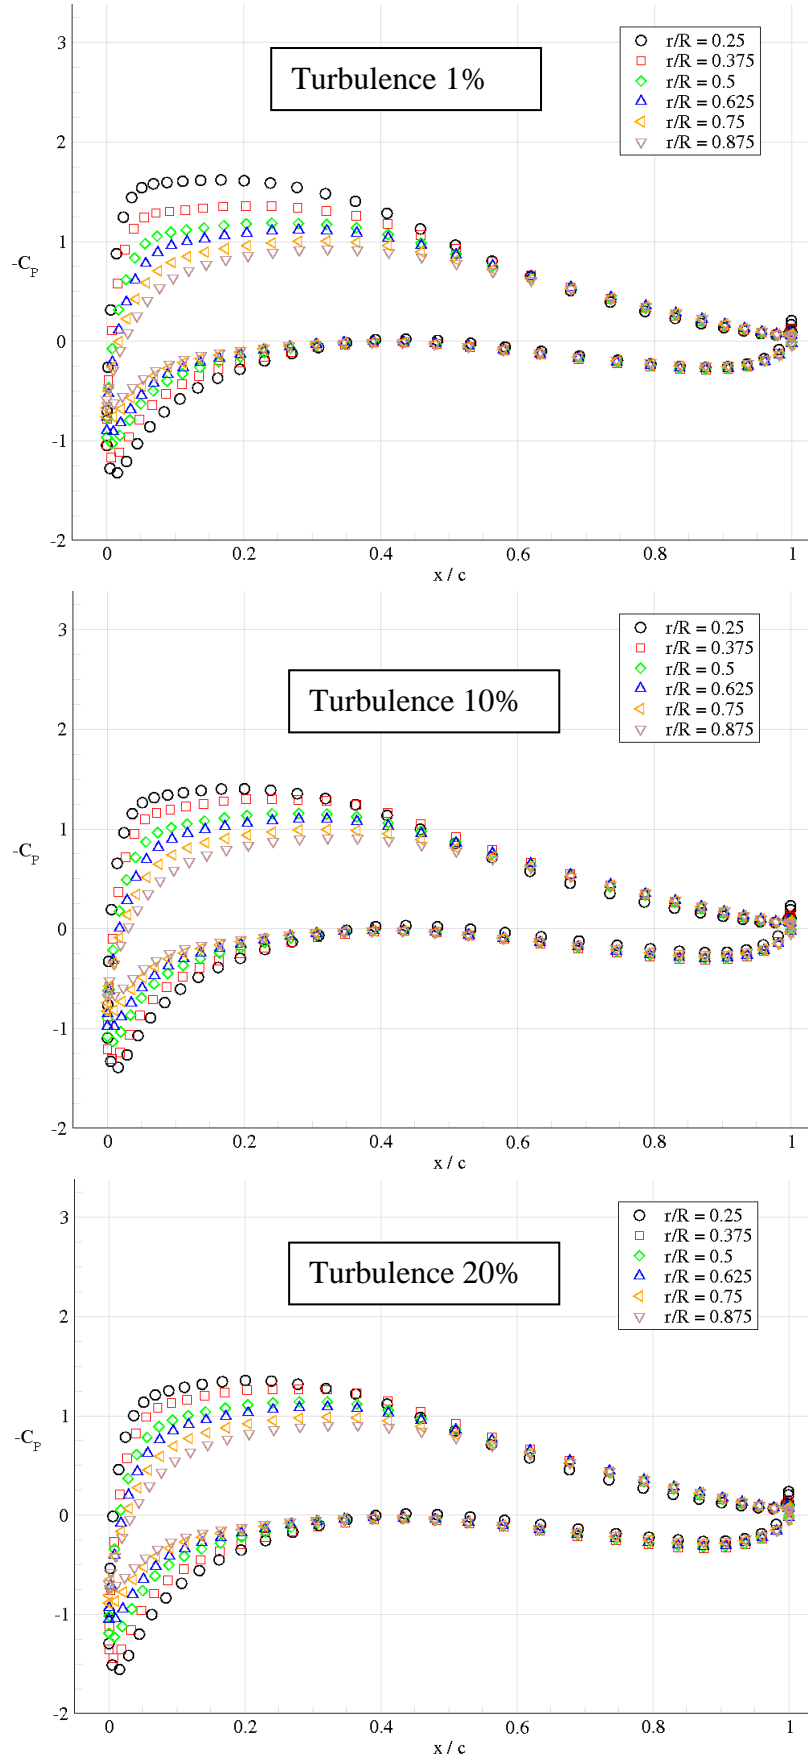 3
r/R = 0.25
r/R = 0.375
Turbulence 1%
r/R = 0.5
r/R = 0.625
r/R = 0.75
2
r/R = 0.875
1
-Cp
0
-1
-2
0
0.2
0.4
0.6
0.8
1
x / c
3
r/R = 0.25
r/R = 0.375
r/R = 0.5
Turbulence 10%
r/R = 0.625
r/R = 0.75
2
r/R = 0.875
1
-Cp
0
-1
-2
0
0.2
0.4
0.6
0.8
1
x / c
3
r/R = 0.25
r/R = 0.375
r/R = 0.5
Turbulence 20%
r/R = 0.625
r/R = 0.75
2
r/R = 0.875
1
-Cp
0
-1
-2
0
0.2
0.4
0.6
0.8
1
x / c